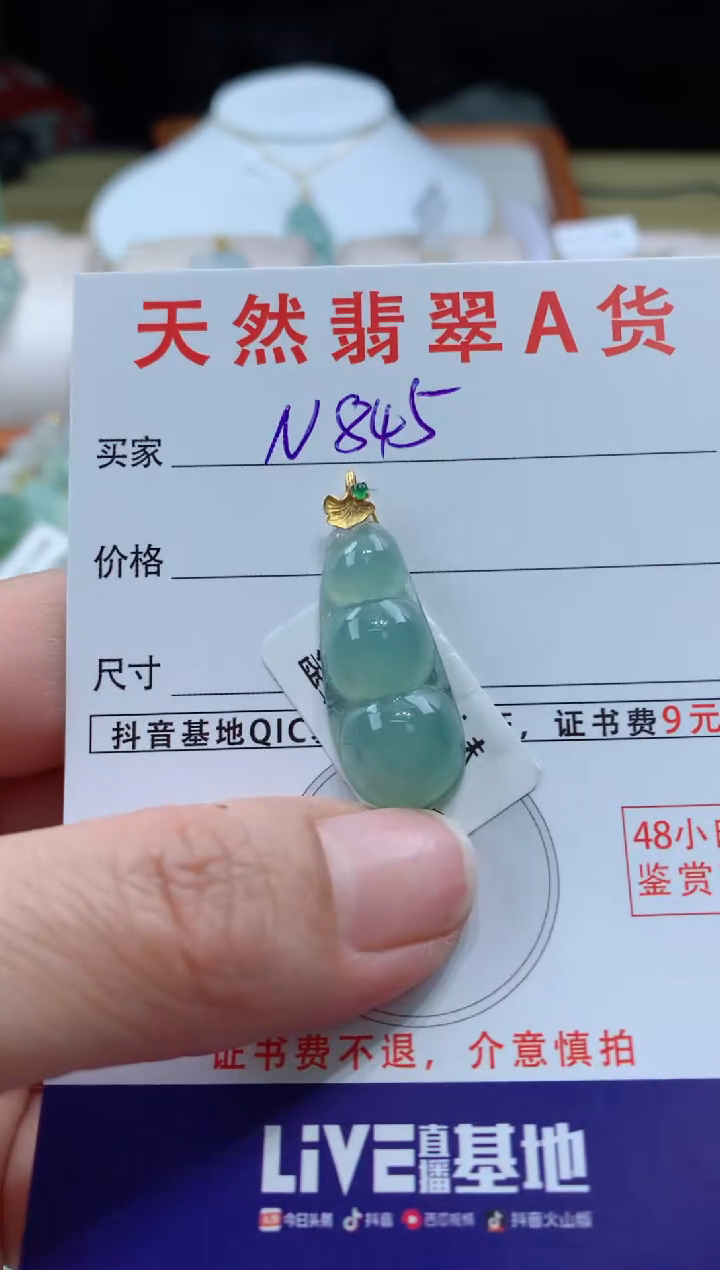 天然翡翠A货
买家 N845
价格
尺寸
抖音基地QIC
，证书费9元
48小
鉴赏
证书费不退，介意慎拍
LiVE直播基地
今日头条 抖音 西瓜视频 抖音火山版